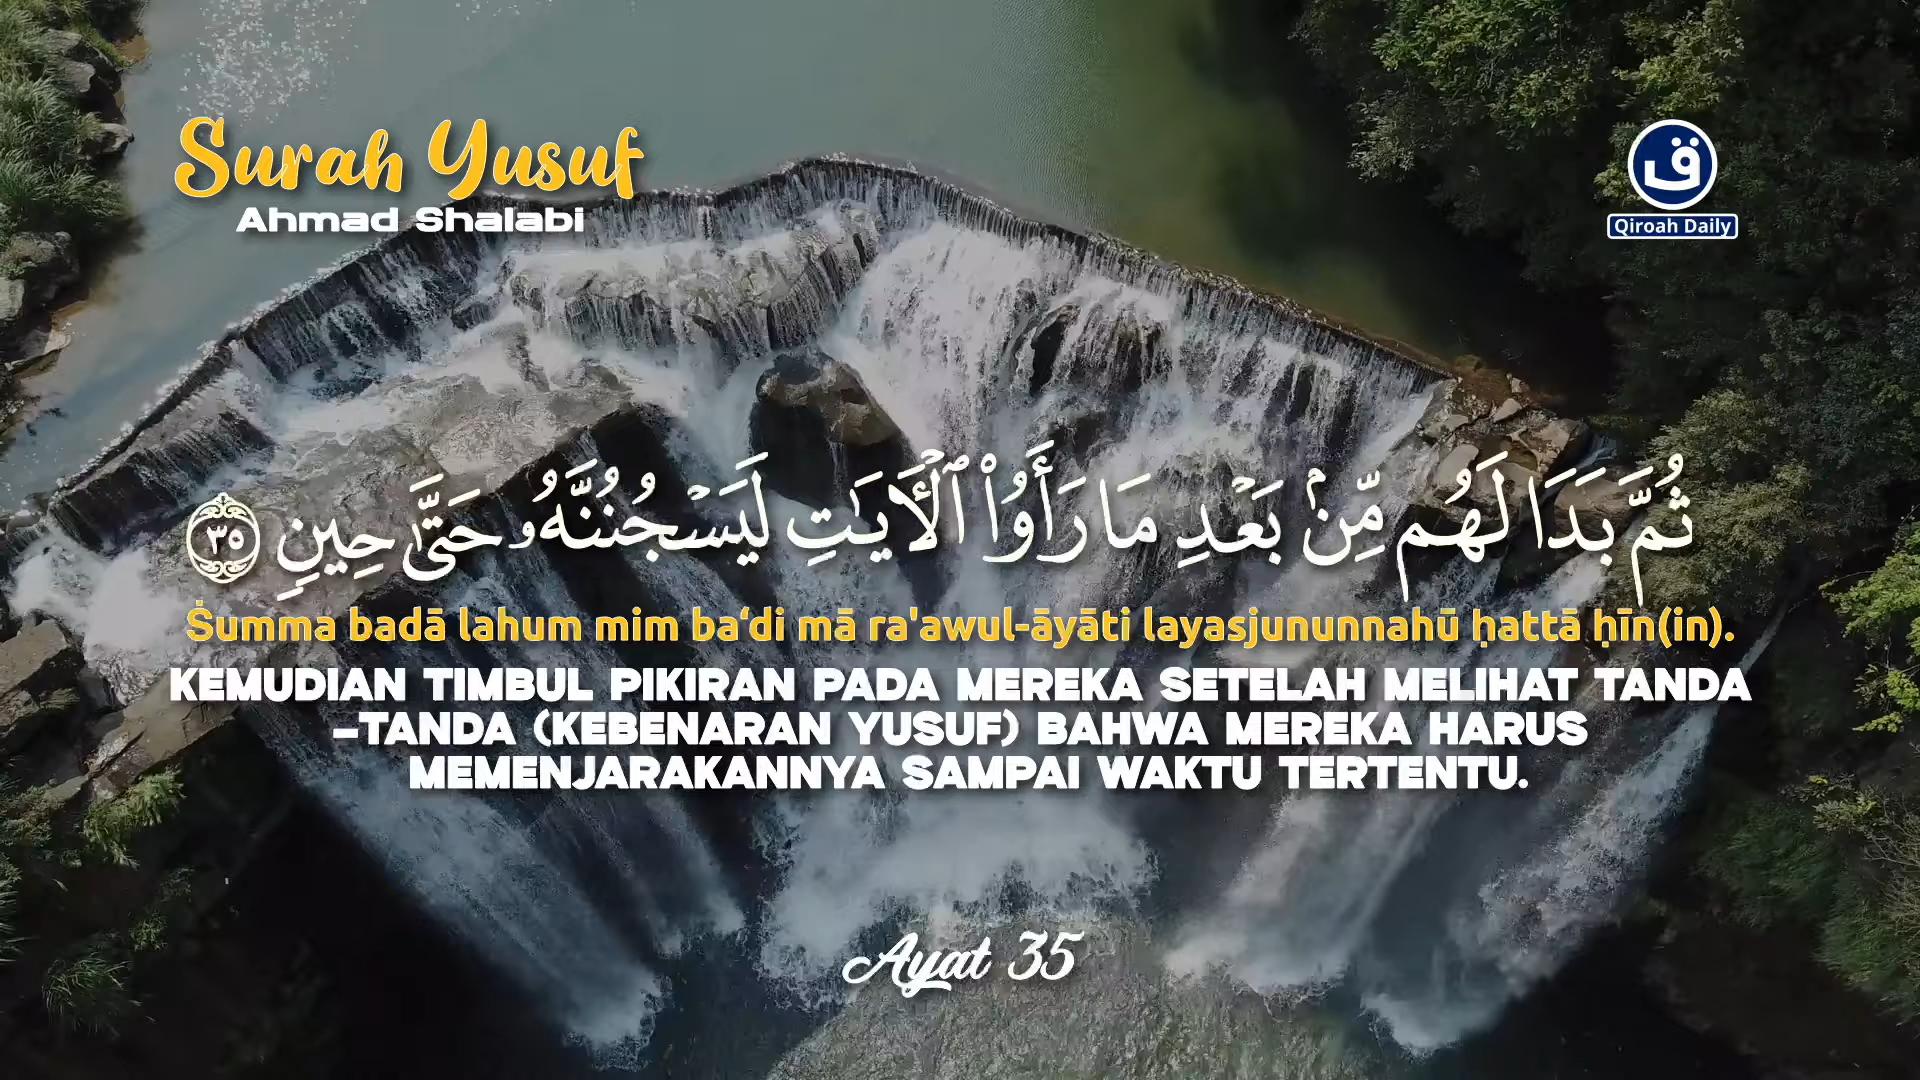 Surah Yusuf
Ahmad Shalabi
ق
Qiroah Daily
ثُمَّ بَدَا لَهُم مِّنۢ بَعۡدِ مَا رَأَوُاْ ٱلۡأٓيَٰتِ لَيَسۡجُنُنَّهُۥ حَتَّىٰ حِينٖ ٣٥
Ṡumma badā lahum mim ba‘di mā ra'awul-āyāti layasjununnahū ḥattā ḥīn(in).
KEMUDIAN TIMBUL PIKIRAN PADA MEREKA SETELAH MELIHAT TANDA
-TANDA (KEBENARAN YUSUF) BAHWA MEREKA HARUS
MEMENJARAKANNYA SAMPAI WAKTU TERTENTU.
Ayat 35